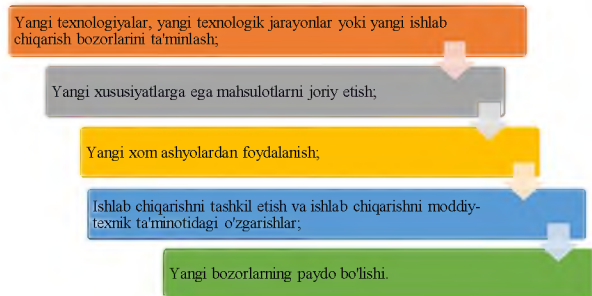 Yangi texnologiyalar, yangi texnologik jarayonlar yoki yangi ishlab
chiqarish bozorlarini ta'minlash;
Yangi xususiyatlarga ega mahsulotlarni joriy etish;
Yangi xom ashyolardan foydalanish;
Ishlab chiqarishni tashkil etish va ishlab chiqarishni moddiy-
texnik ta'minotidagi o'zgarishlar;
Yangi bozorlarning paydo bo'lishi.